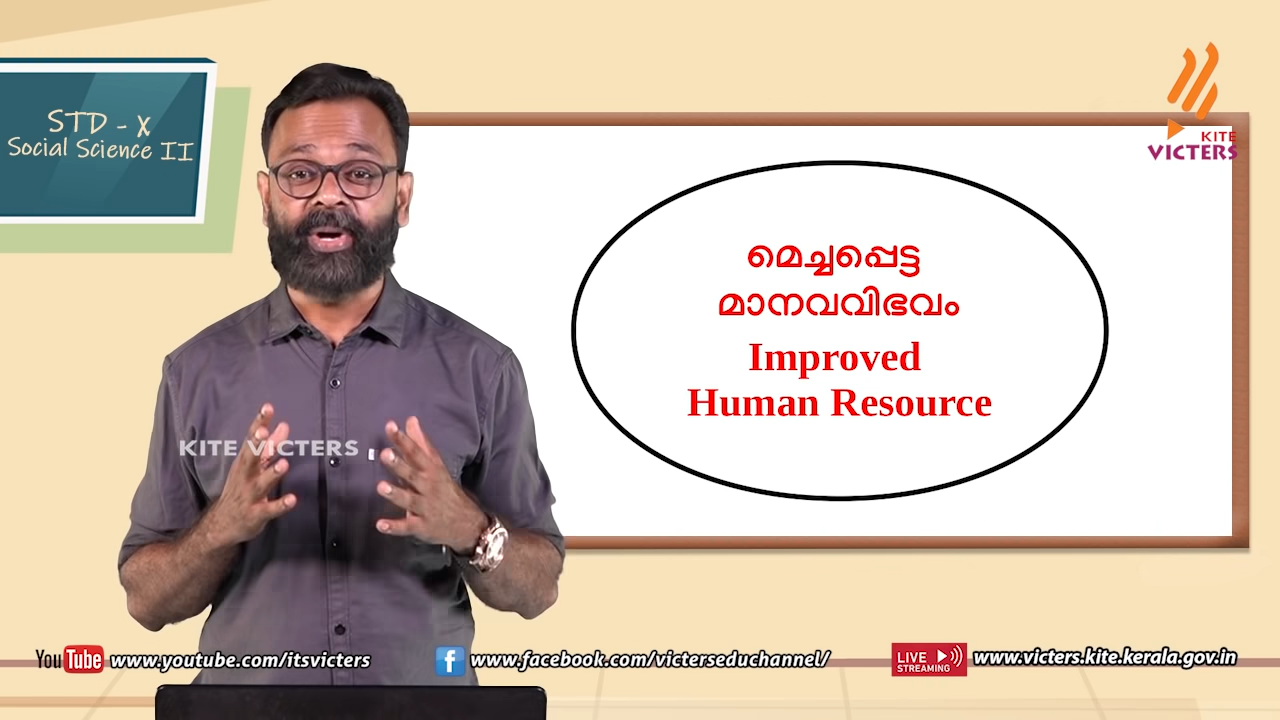 STD - X
Social Science II
KITE
VICTERS
മെച്ചപ്പെട്ട
മാനവവിഭവം
Improved
Human Resource
KITE VICTERS
YouTube www.youtube.com/itsvicters
f www.facebook.com/victerseduchannel/
LIVE
STREAMING
www.victers.kite.kerala.gov.in